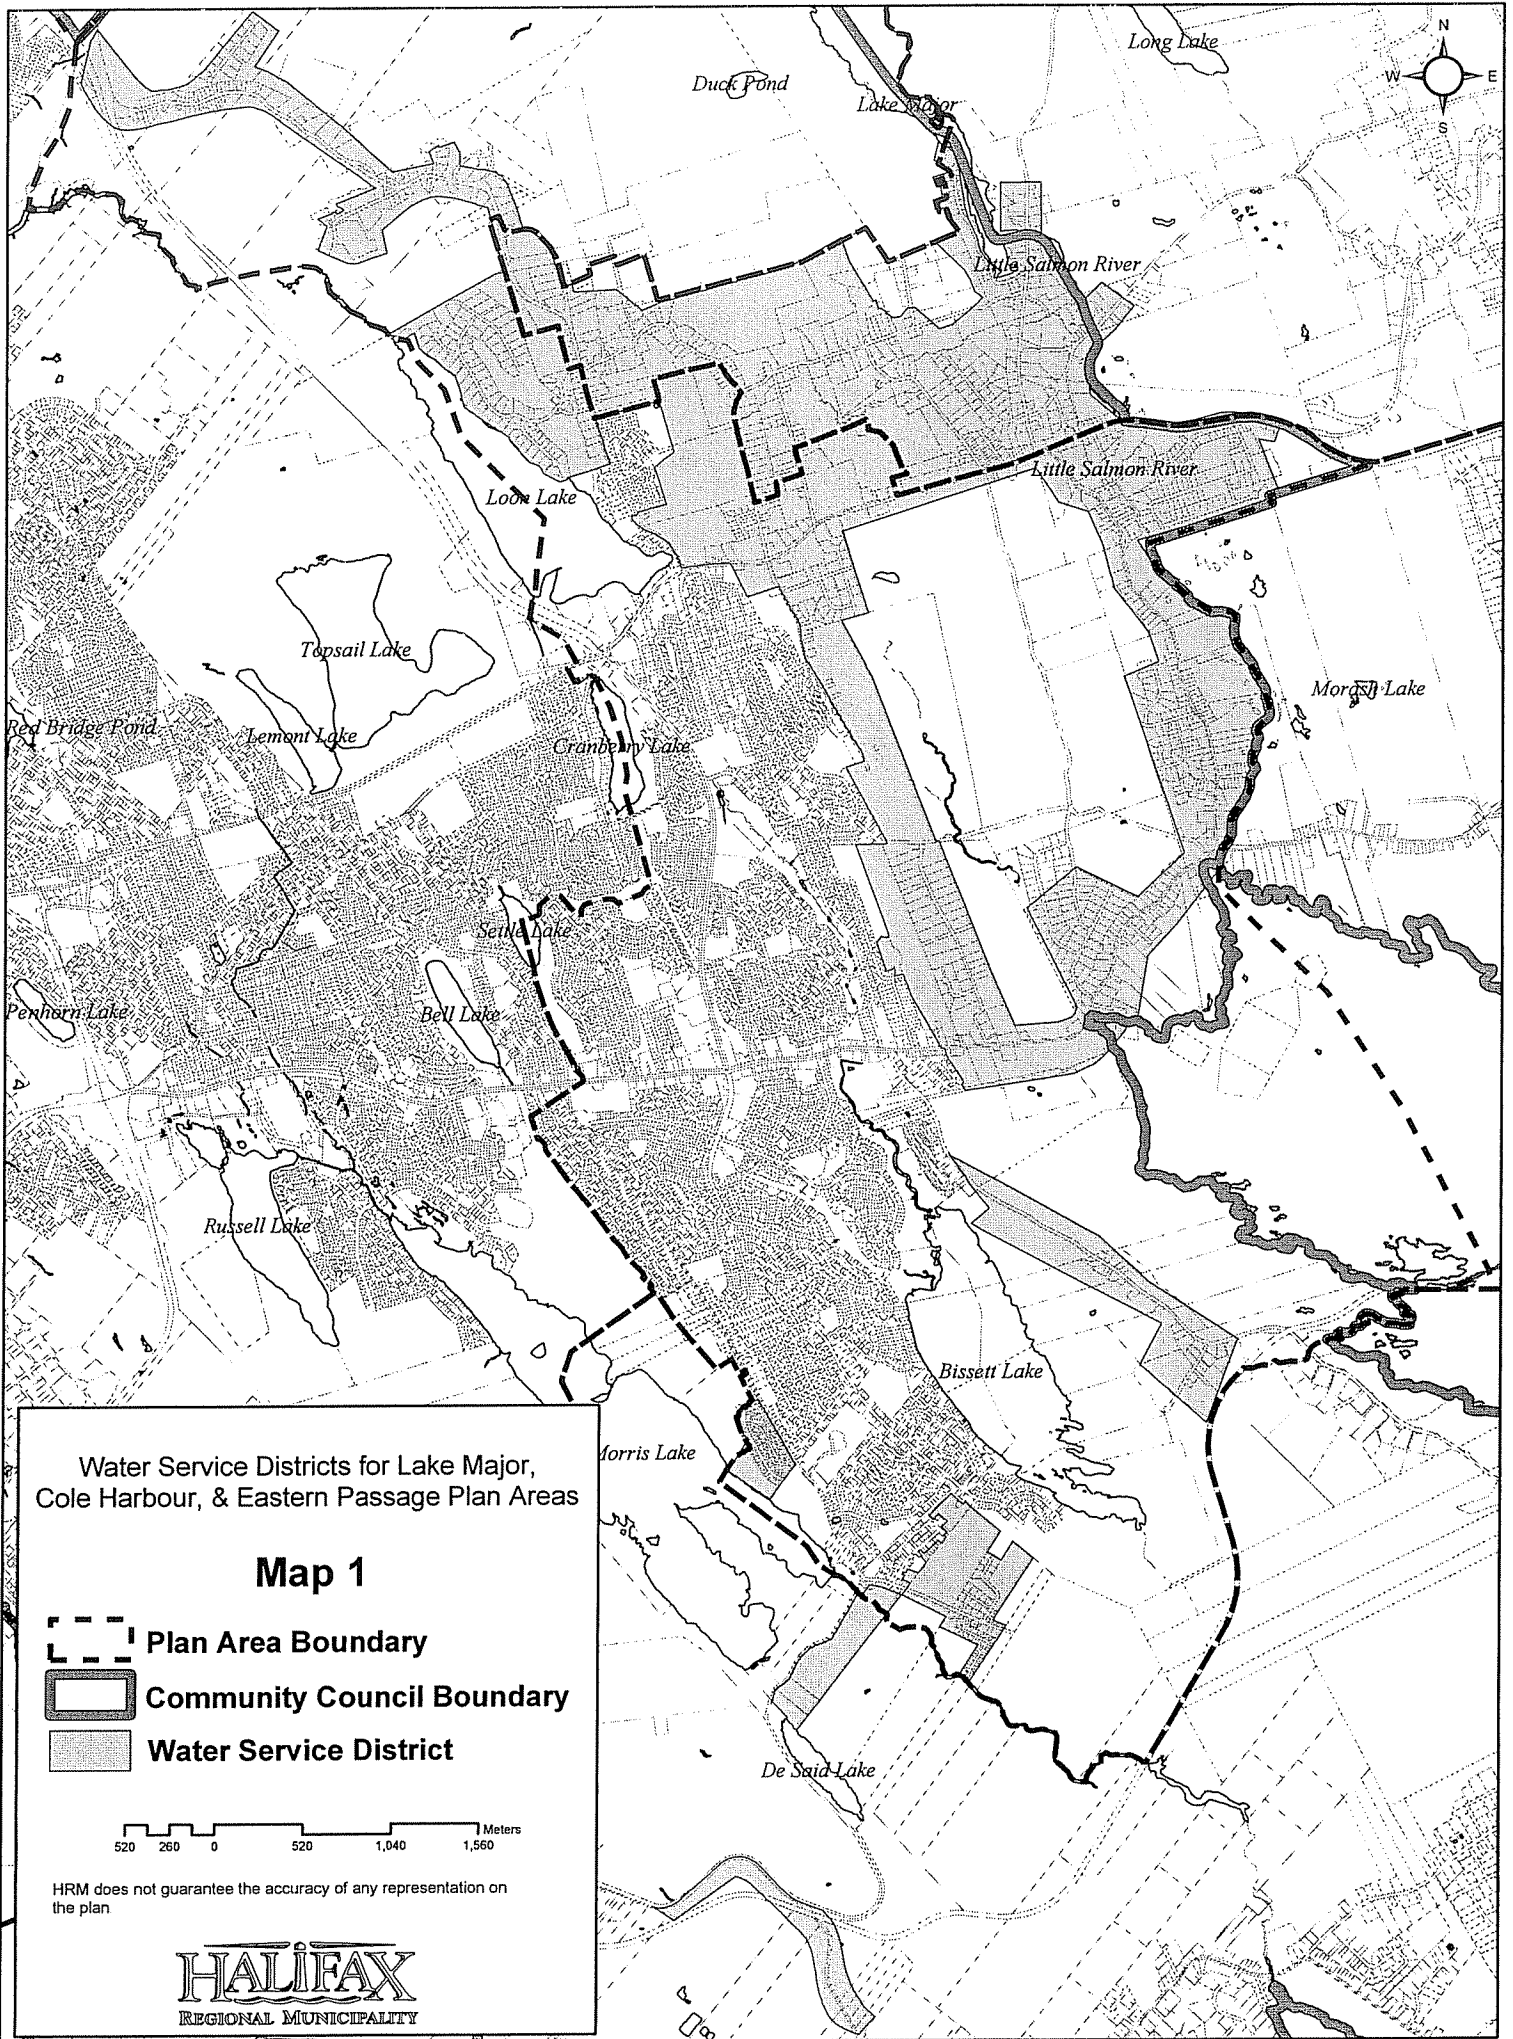 Long Lake
N
W
E
S
Duck Pond
Lake Major
Little Salmon River
Little Salmon River
Loon Lake
Topsail Lake
Morash Lake
Red Bridge Pond
Lemont Lake
Cranberry Lake
Settle Lake
Penhorn Lake
Bell Lake
Russell Lake
Bissett Lake
Morris Lake
De Said Lake
Water Service Districts for Lake Major,
Cole Harbour, & Eastern Passage Plan Areas
Map 1
Plan Area Boundary
Community Council Boundary
Water Service District
Meters
520 260 0 520 1,040 1,560
HRM does not guarantee the accuracy of any representation on
the plan
HALIFAX
REGIONAL MUNICIPALITY